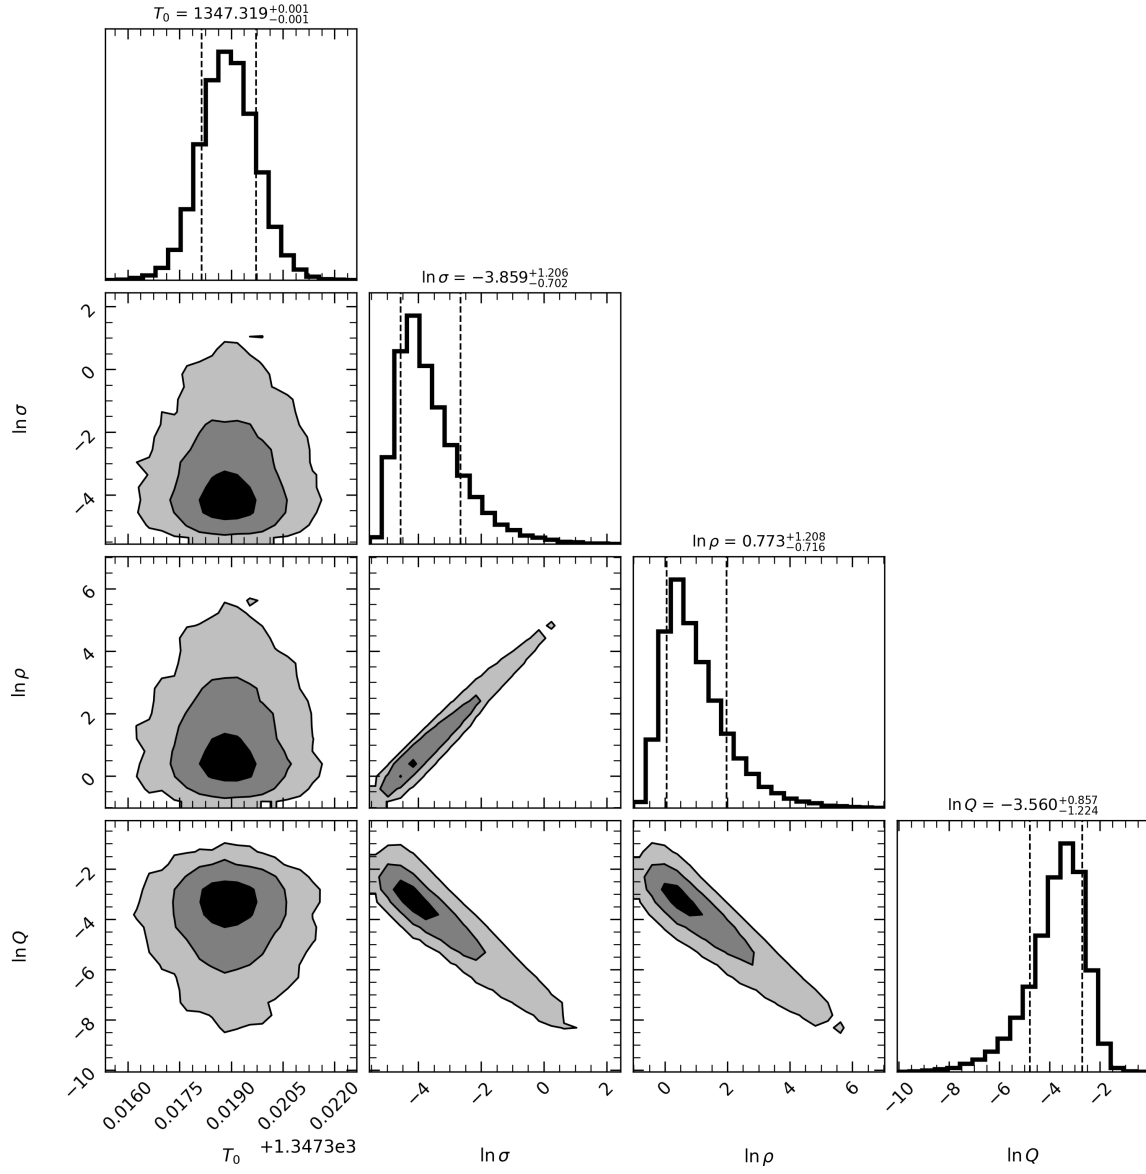 T₀ = 1347.319⁺⁰·⁰⁰¹₋₀.₀₀₁
ln σ = −3.859⁺¹·²⁰⁶₋₀.₇₀₂
2
0
−2
−4
ln σ
ln ρ = 0.773⁺¹·²⁰⁸₋₀.₇₁₆
6
4
2
0
ln ρ
ln Q = −3.560⁺⁰·⁸⁵⁷₋₁.₂₂₄
−2
−4
−6
−8
−10
ln Q
0.0160 0.0175 0.0190 0.0205 0.0220 −4 −2 0 2 0 2 4 6 −10 −8 −6 −4 −2
+1.3473e3
T₀ ln σ ln ρ ln Q